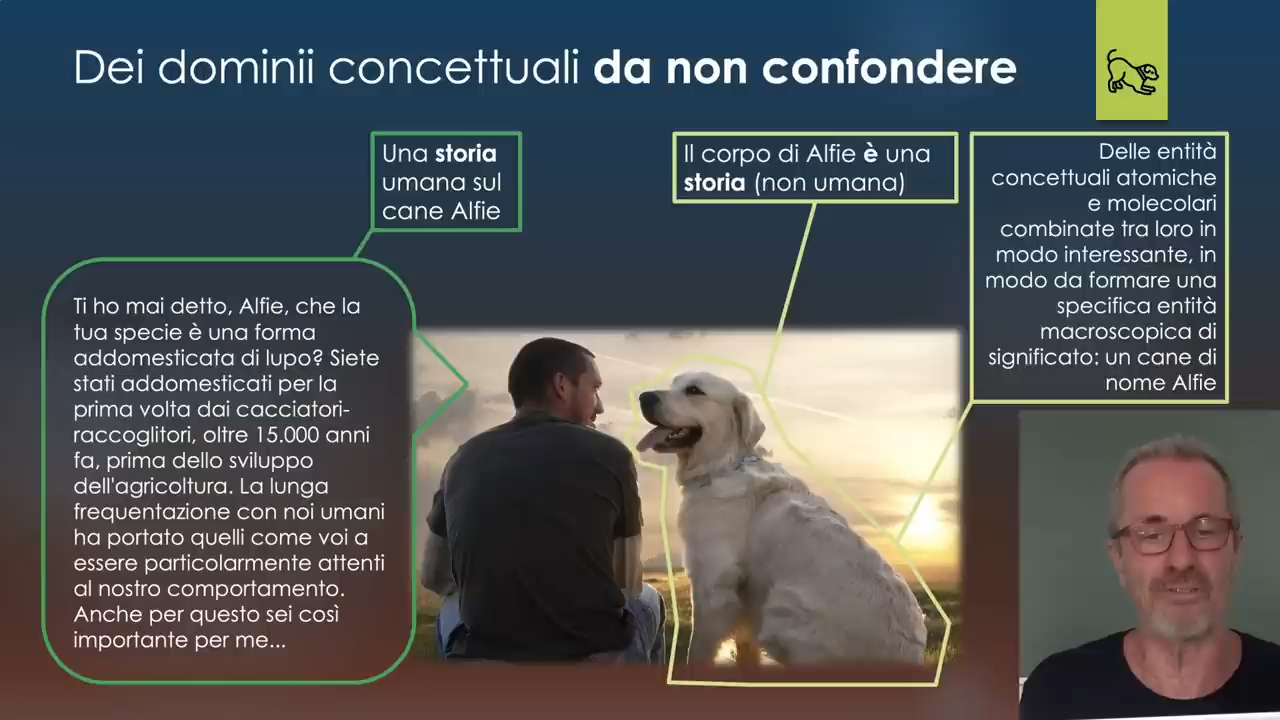 Dei dominii concettuali da non confondere
Una storia
umana sul
cane Alfie
Il corpo di Alfie è una
storia (non umana)
Delle entità
concettuali atomiche
e molecolari
combinate tra loro in
modo interessante, in
modo da formare una
specifica entità
macroscopica di
significato: un cane di
nome Alfie
Ti ho mai detto, Alfie, che la
tua specie è una forma
addomesticata di lupo? Siete
stati addomesticati per la
prima volta dai cacciatori-
raccoglitori, oltre 15.000 anni
fa, prima dello sviluppo
dell'agricoltura. La lunga
frequentazione con noi umani
ha portato quelli come voi a
essere particolarmente attenti
al nostro comportamento.
Anche per questo sei così
importante per me...